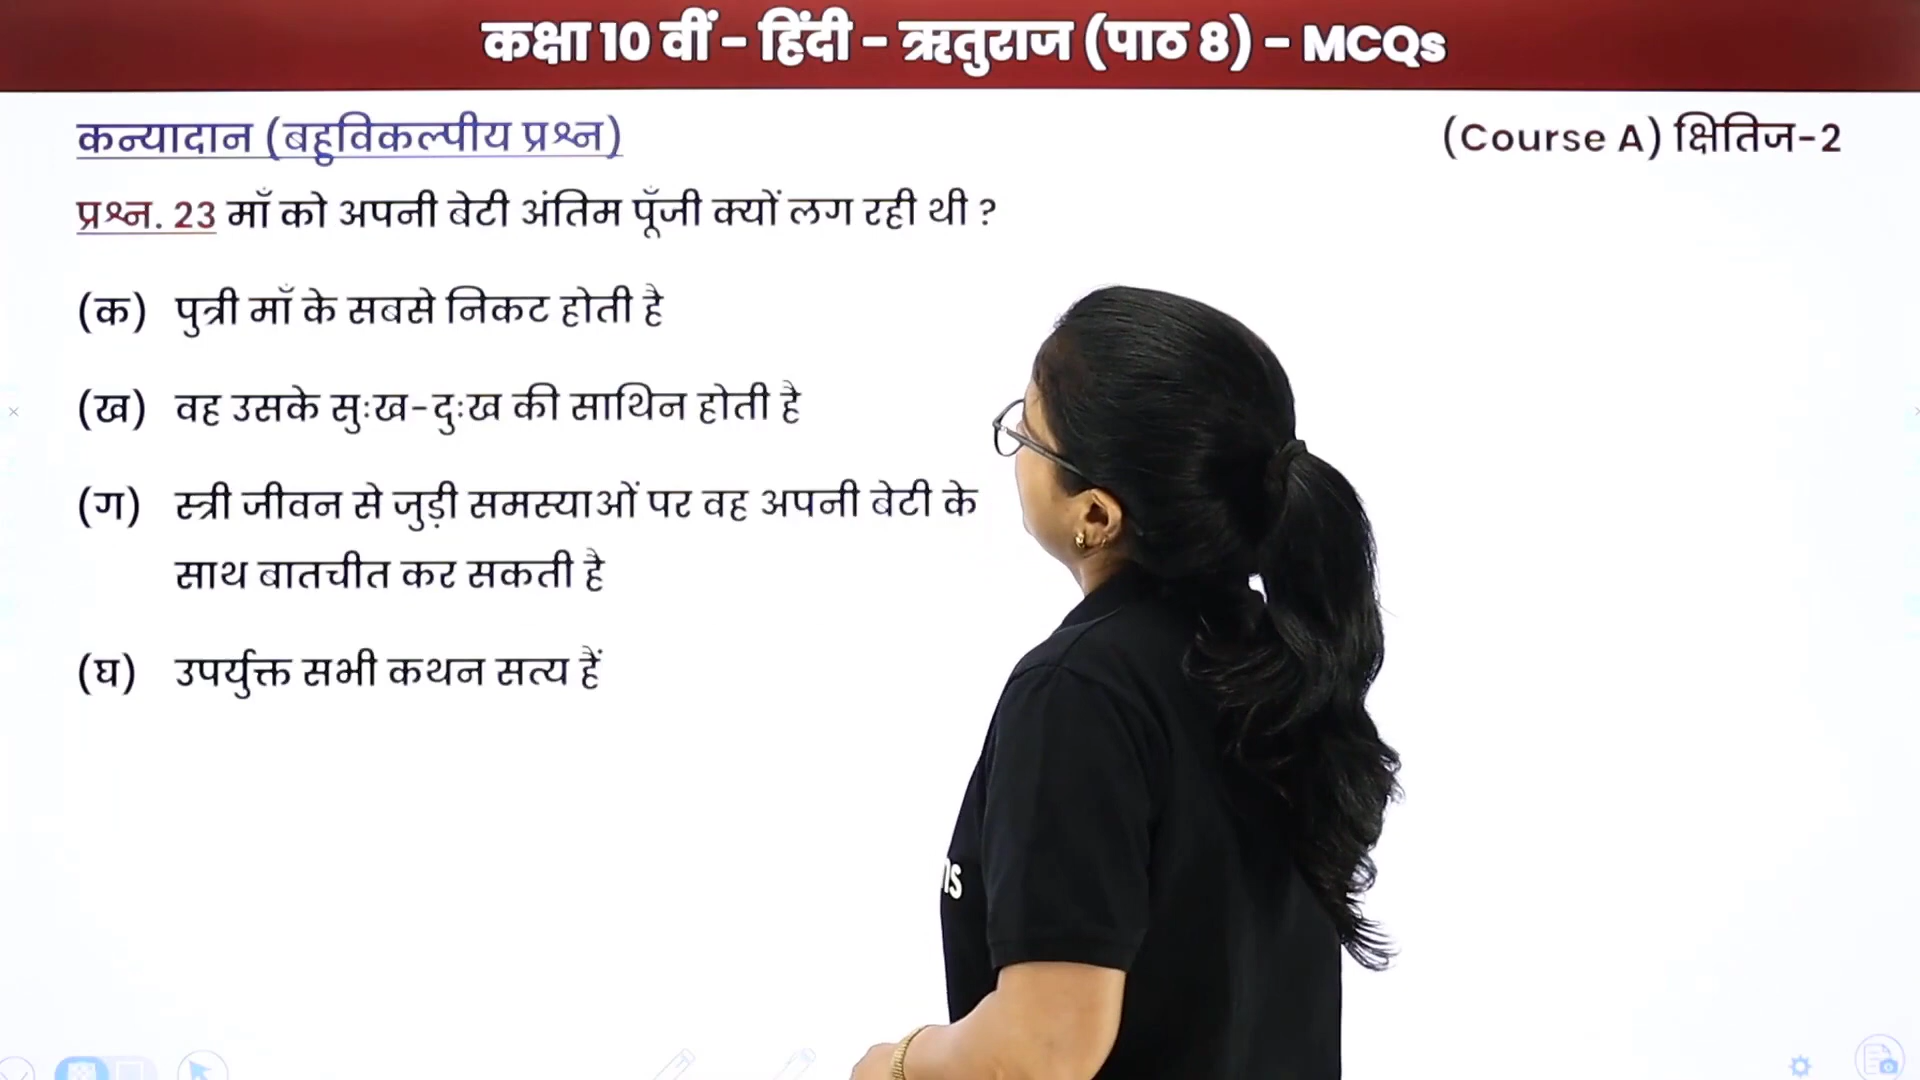 कक्षा 10 वीं - हिंदी - ऋतुराज (पाठ 8) - MCQs
कन्यादान (बहुविकल्पीय प्रश्न)
(Course A) क्षितिज-2
प्रश्न. 23 माँ को अपनी बेटी अंतिम पूँजी क्यों लग रही थी ?
(क) पुत्री माँ के सबसे निकट होती है
(ख) वह उसके सुःख-दुःख की साथिन होती है
(ग) स्त्री जीवन से जुड़ी समस्याओं पर वह अपनी बेटी के
साथ बातचीत कर सकती है
(घ) उपर्युक्त सभी कथन सत्य हैं